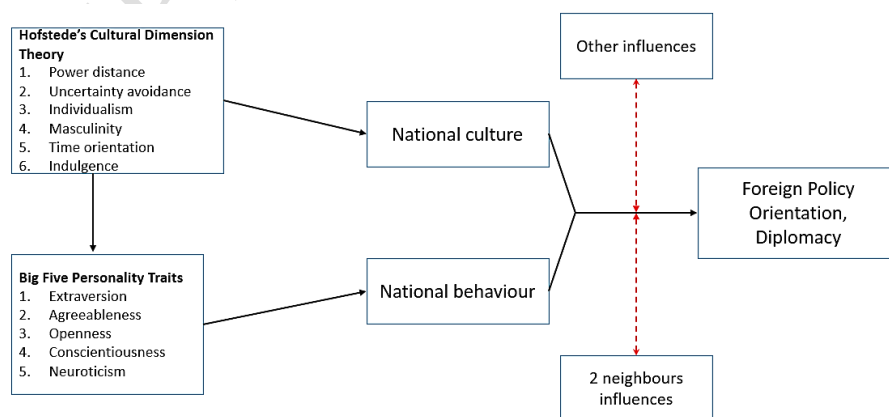 Hofstede's Cultural Dimension
Theory
1. Power distance
2. Uncertainty avoidance
3. Individualism
4. Masculinity
5. Time orientation
6. Indulgence
Big Five Personality Traits
1. Extraversion
2. Agreeableness
3. Openness
4. Conscientiousness
5. Neuroticism
National culture
National behaviour
Other influences
2 neighbours
influences
Foreign Policy
Orientation,
Diplomacy